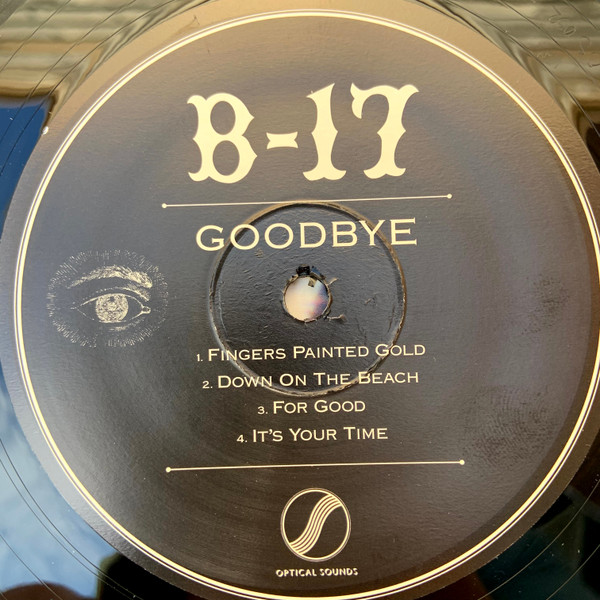 B-17
GOODBYE
1. FINGERS PAINTED GOLD
2. DOWN ON THE BEACH
3. FOR GOOD
4. IT'S YOUR TIME
OPTICAL SOUNDS